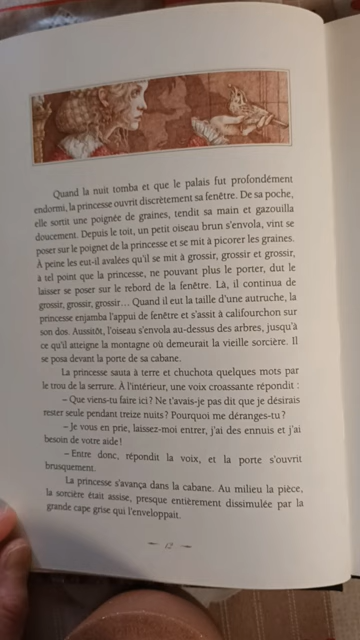 Quand la nuit tomba et que le palais fut profondément
endormi, la princesse ouvrit discrètement sa fenêtre. De sa poche,
elle sortit une poignée de graines, tendit sa main et gazouilla
doucement. Depuis le toit, un petit oiseau brun s'envola, vint se
poser sur le poignet de la princesse et se mit à picorer les graines.
À peine les eut-il avalées qu'il se mit à grossir, grossir et grossir,
à tel point que la princesse, ne pouvant plus le porter, dut le
laisser se poser sur le rebord de la fenêtre. Là, il continua de
grossir, grossir, grossir... Quand il eut la taille d'une autruche, la
princesse enjamba l'appui de fenêtre et s'assit à califourchon sur
son dos. Aussitôt, l'oiseau s'envola au-dessus des arbres, jusqu'à
ce qu'il atteigne la montagne où demeurait la vieille sorcière. Il
se posa devant la porte de sa cabane.
La princesse sauta à terre et chuchota quelques mots par
le trou de la serrure. À l'intérieur, une voix croassante répondit :
– Que viens-tu faire ici ? Ne t'avais-je pas dit que je désirais
rester seule pendant treize nuits ? Pourquoi me déranges-tu ?
– Je vous en prie, laissez-moi entrer, j'ai des ennuis et j'ai
besoin de votre aide !
– Entre donc, répondit la voix, et la porte s'ouvrit
brusquement.
La princesse s'avança dans la cabane. Au milieu la pièce,
la sorcière était assise, presque entièrement dissimulée par la
grande cape grise qui l'enveloppait.
12